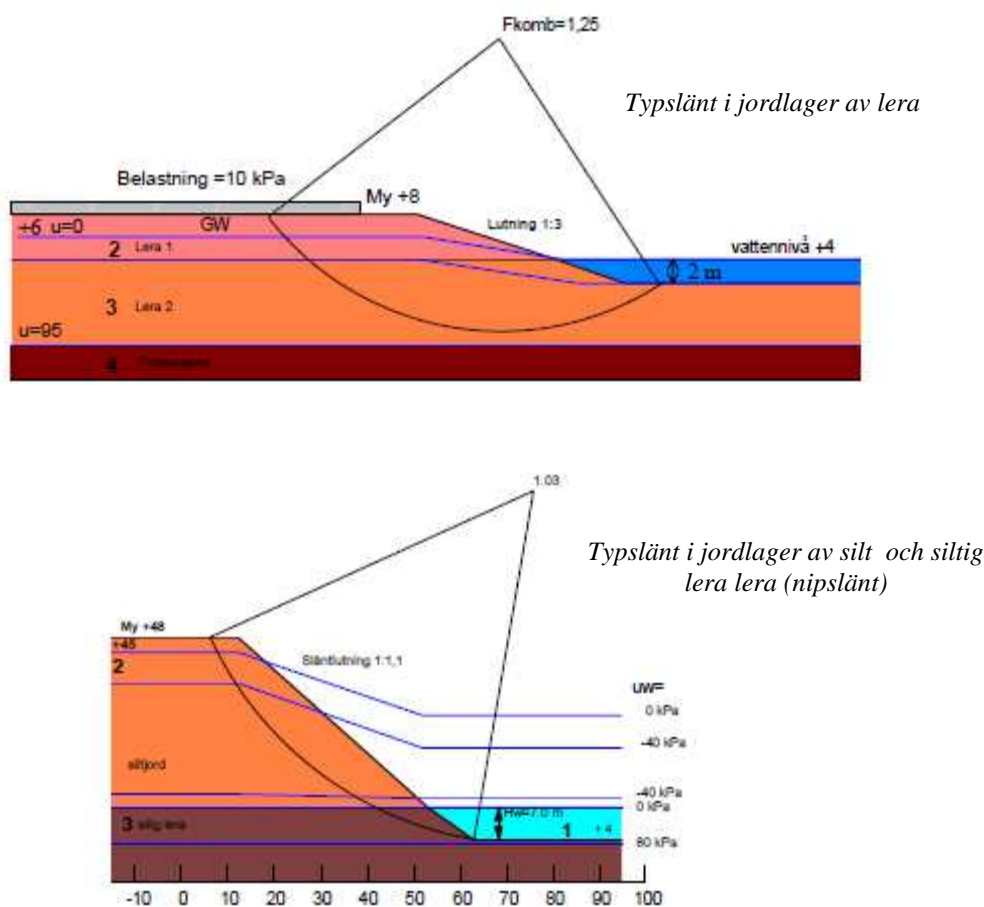 Fkomb=1,25
Typslänt i jordlager av lera
Belastning =10 kPa
My +8
+6 u=0
GW
Lutning 1:3
vattennivå +4
2 Lera 1
2 m
3 Lera 2
u=95
4
1.03
Typslänt i jordlager av silt och siltig
lera lera (nipslänt)
My +48
+45
2
Släntlutning 1:1,1
uw=
0 kPa
-40 kPa
siltjord
-40 kPa
0 kPa
Hw=7.0 m
3 siltig lera
1 +4
80 kPa
-10 0 10 20 30 40 50 60 70 80 90 100